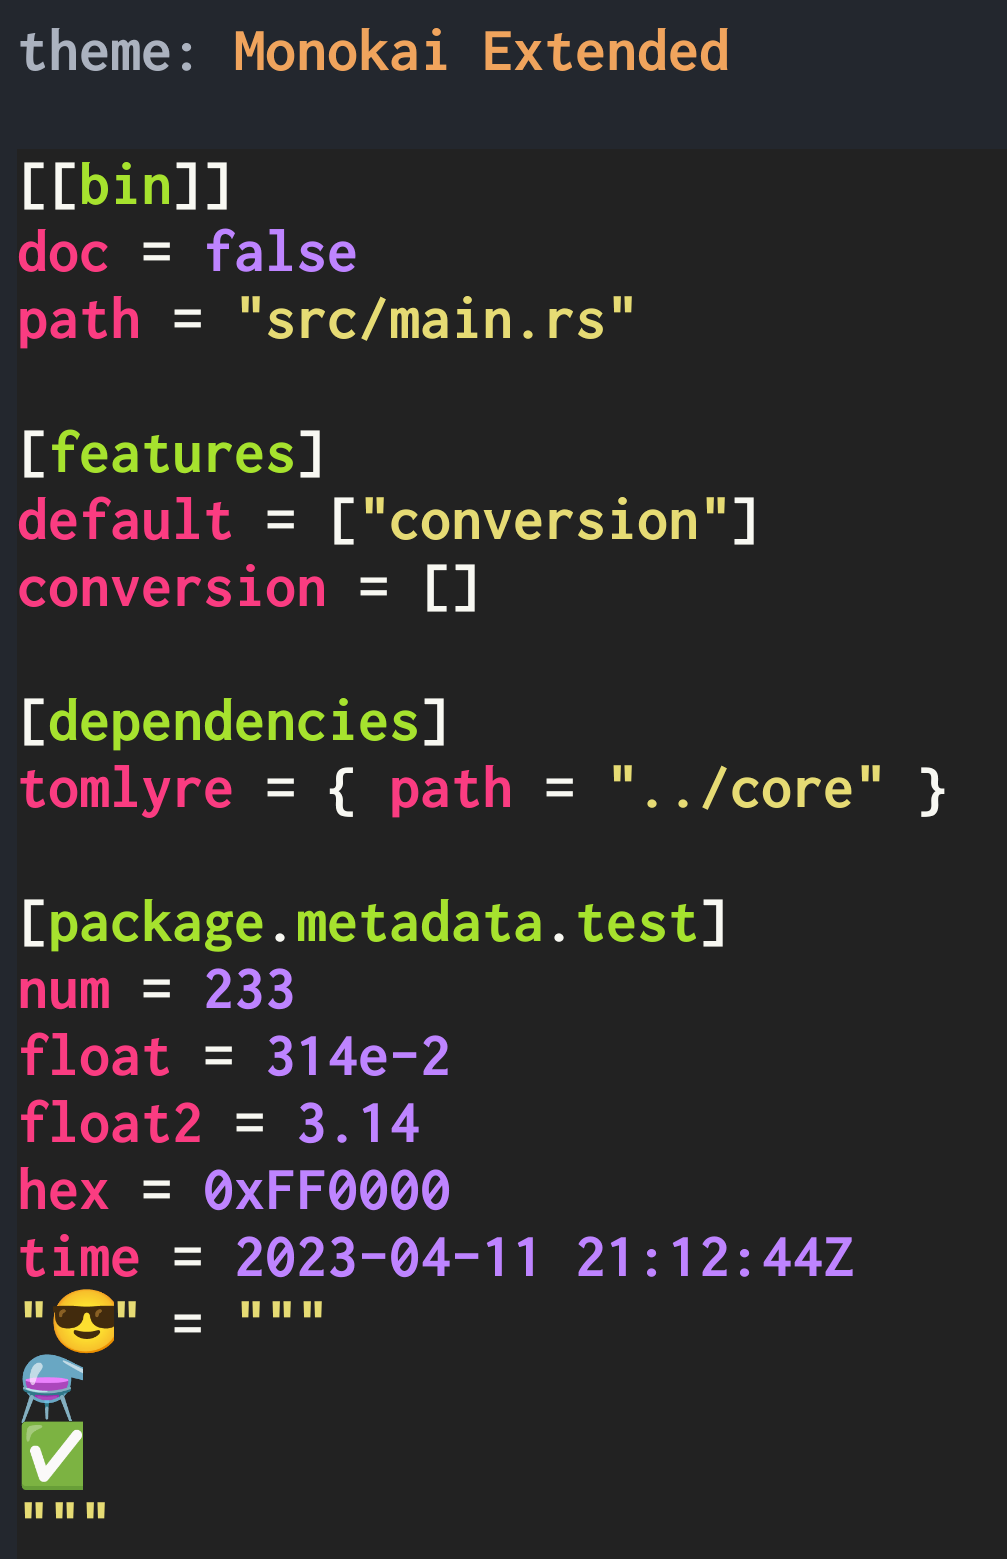 theme: Monokai Extended
[[bin]]
doc = false
path = "src/main.rs"
[features]
default = ["conversion"]
conversion = []
[dependencies]
tomlyre = { path = "../core" }
[package.metadata.test]
num = 233
float = 314e-2
float2 = 3.14
hex = 0xFF0000
time = 2023-04-11 21:12:44Z
"😎" = """
⚗️
✅
"""